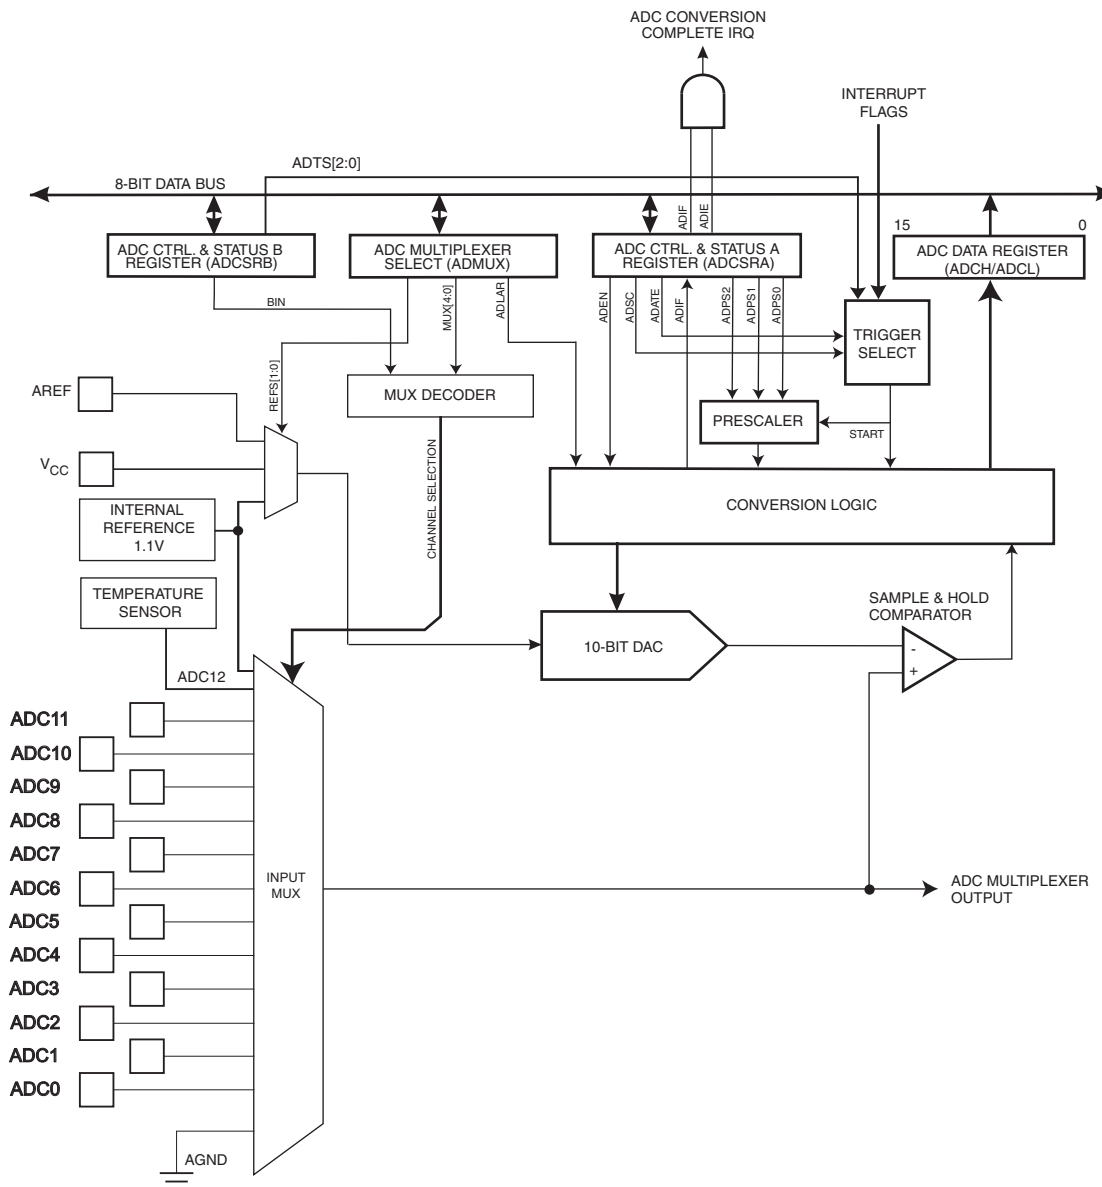 ADC CONVERSION
COMPLETE IRQ
INTERRUPT
FLAGS
ADTS[2:0]
8-BIT DATA BUS
ADIF
ADIE
15
0
ADC CTRL. & STATUS B
REGISTER (ADCSRB)
ADC MULTIPLEXER
SELECT (ADMUX)
ADC CTRL. & STATUS A
REGISTER (ADCSRA)
ADC DATA REGISTER
(ADCH/ADCL)
BIN
MUX[4:0]
ADLAR
ADEN
ADSC
ADATE
ADIF
ADPS2
ADPS1
ADPS0
TRIGGER
SELECT
REFS[1:0]
AREF
MUX DECODER
PRESCALER
START
VCC
CHANNEL SELECTION
INTERNAL
REFERENCE
1.1V
CONVERSION LOGIC
TEMPERATURE
SENSOR
SAMPLE & HOLD
COMPARATOR
10-BIT DAC
-
+
ADC12
ADC11
ADC10
ADC9
ADC8
ADC7
ADC6
ADC5
ADC4
ADC3
ADC2
ADC1
ADC0
INPUT
MUX
ADC MULTIPLEXER
OUTPUT
AGND